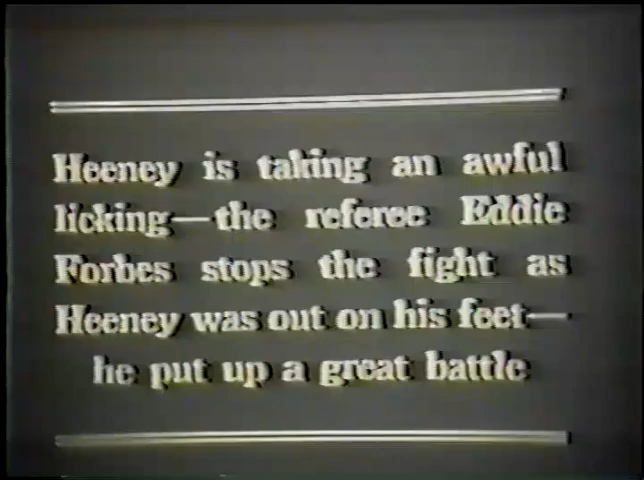 Heeney is taking an awful
licking—the referee Eddie
Forbes stops the fight as
Heeney was out on his feet—
he put up a great battle